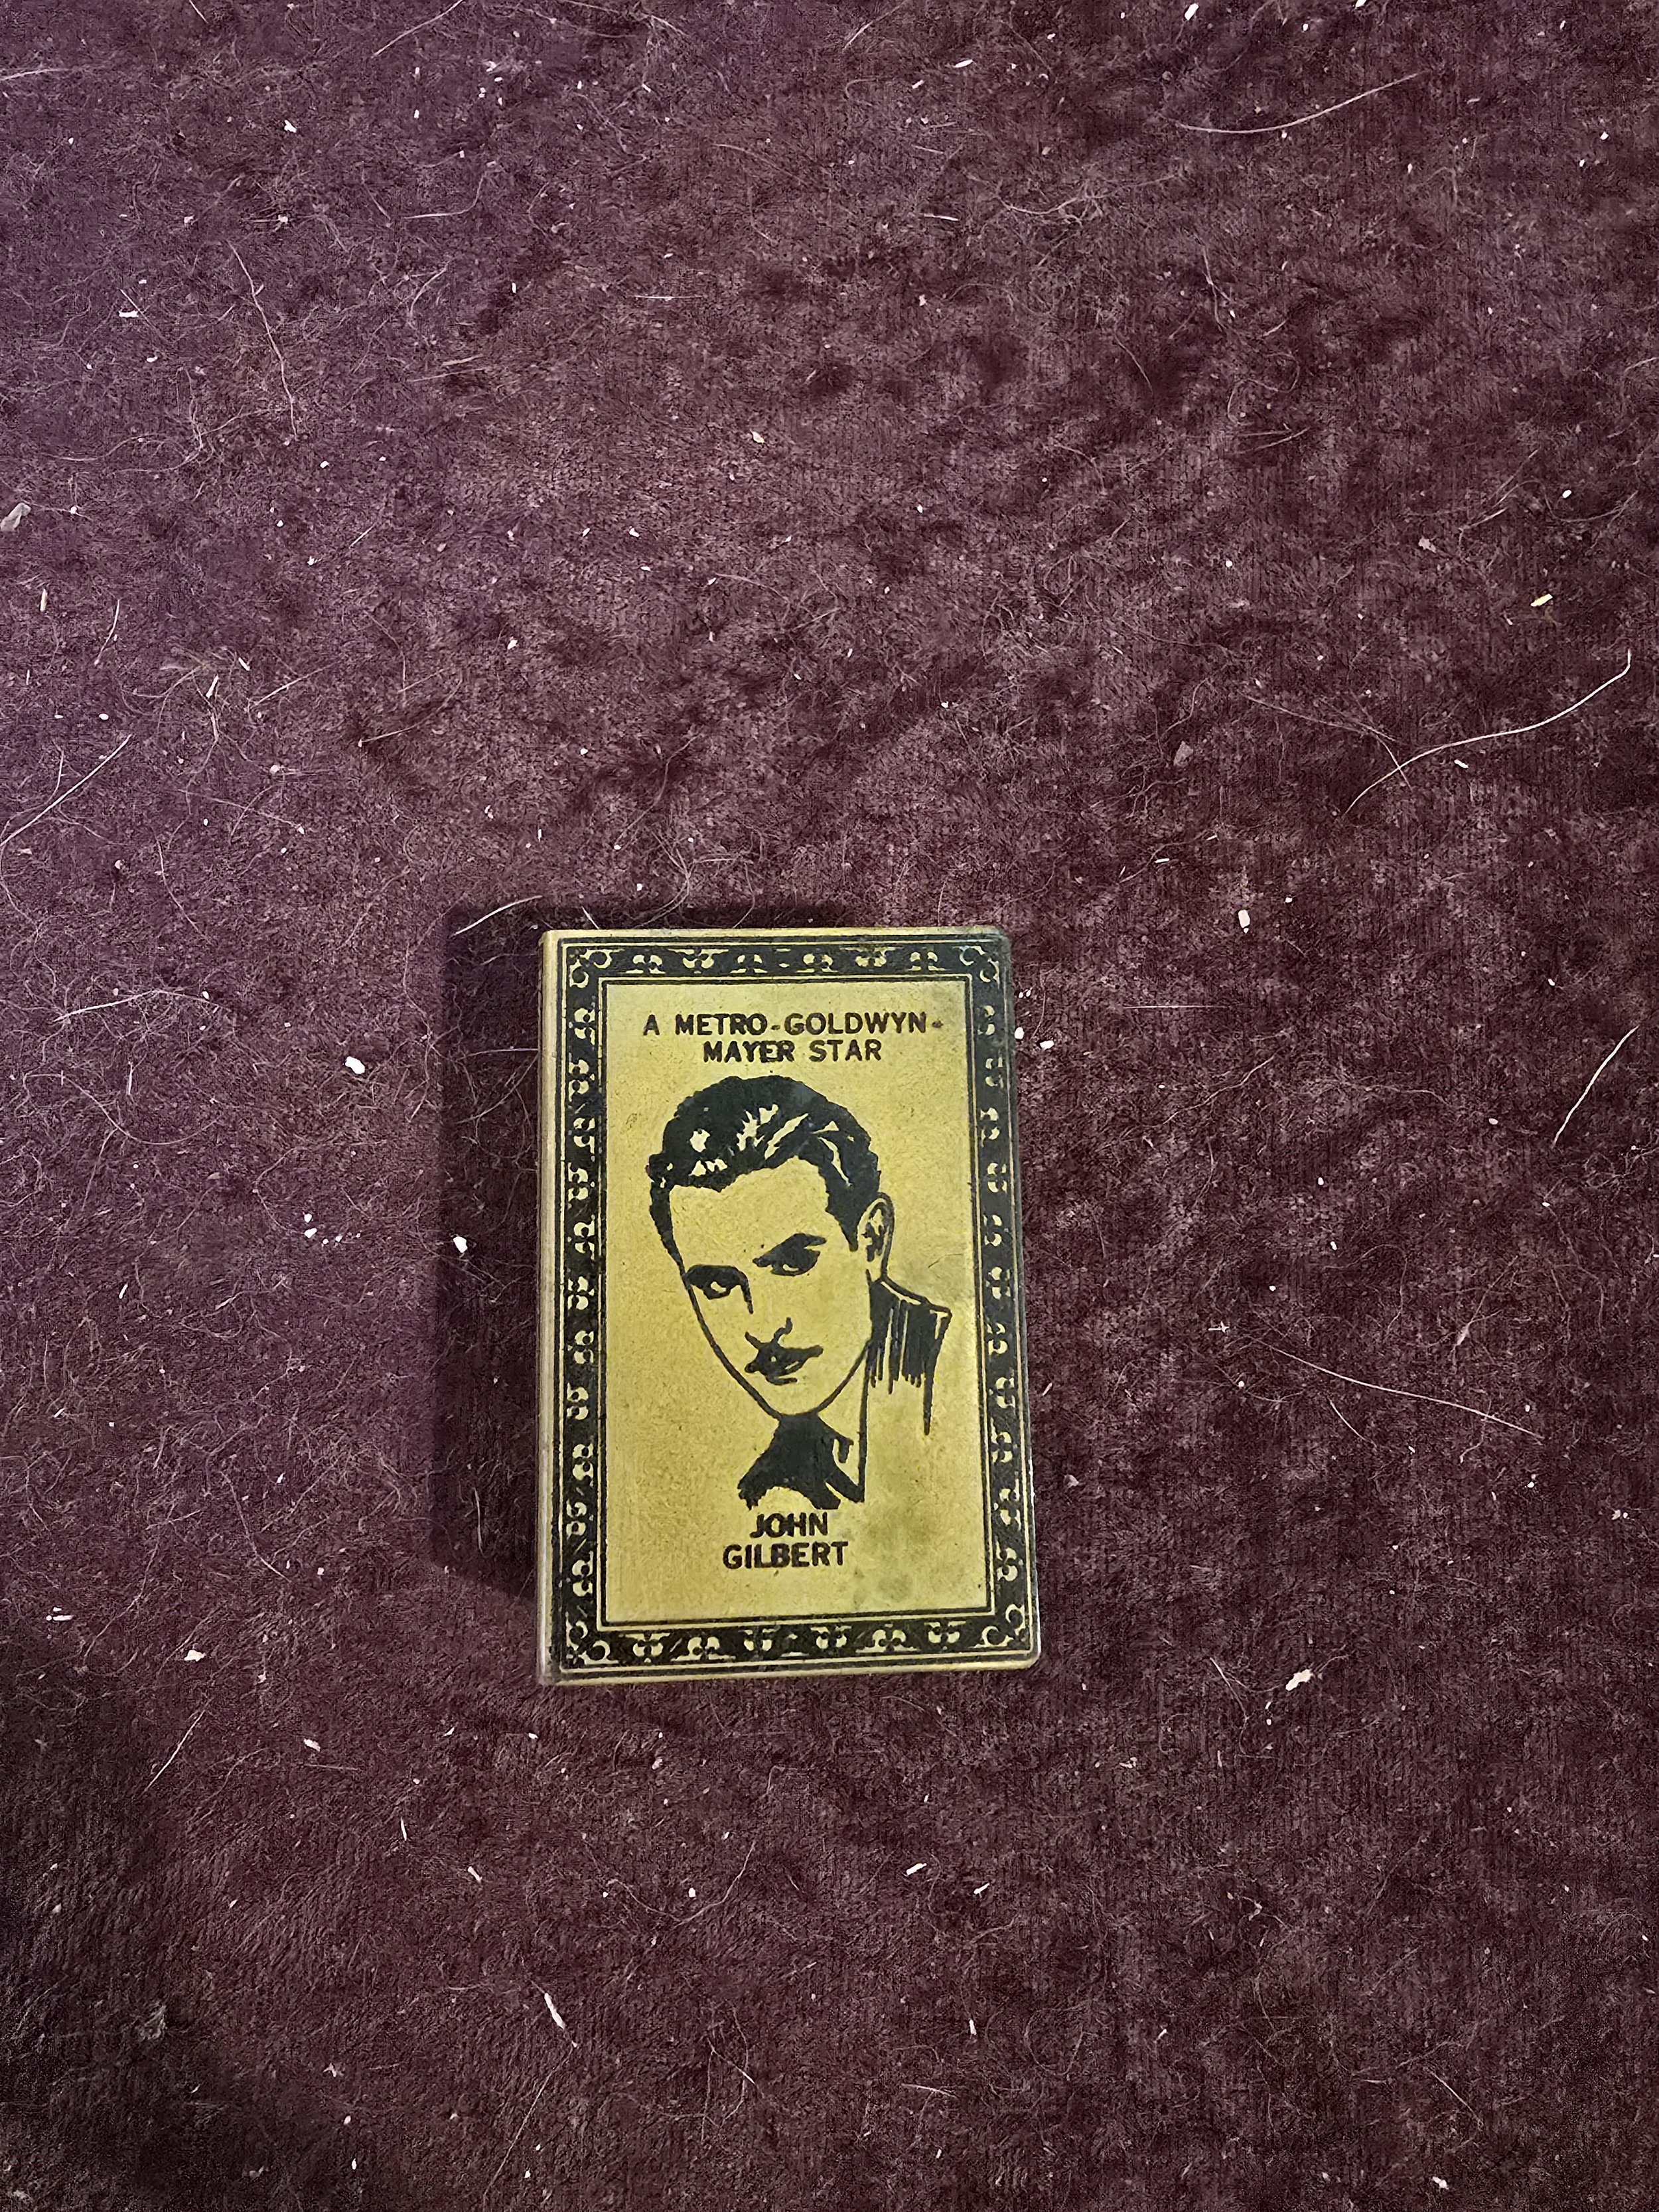 A METRO-GOLDWYN-
MAYER STAR
JOHN
GILBERT